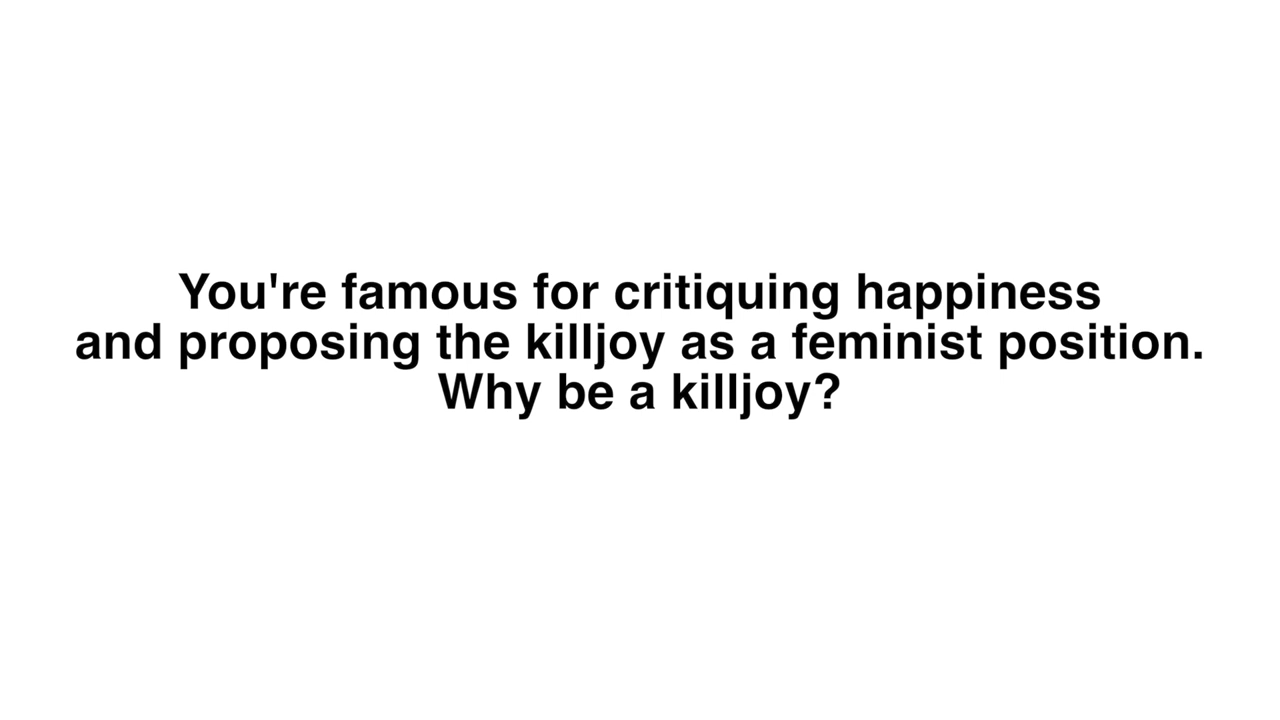 You're famous for critiquing happiness
and proposing the killjoy as a feminist position.
Why be a killjoy?